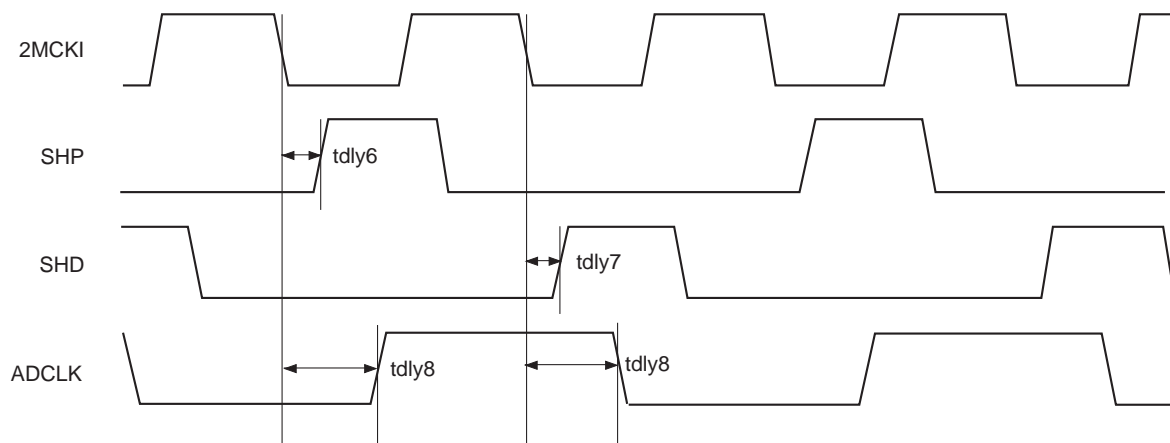 2MCKI
SHP
tdly6
SHD
tdly7
ADCLK
tdly8
tdly8